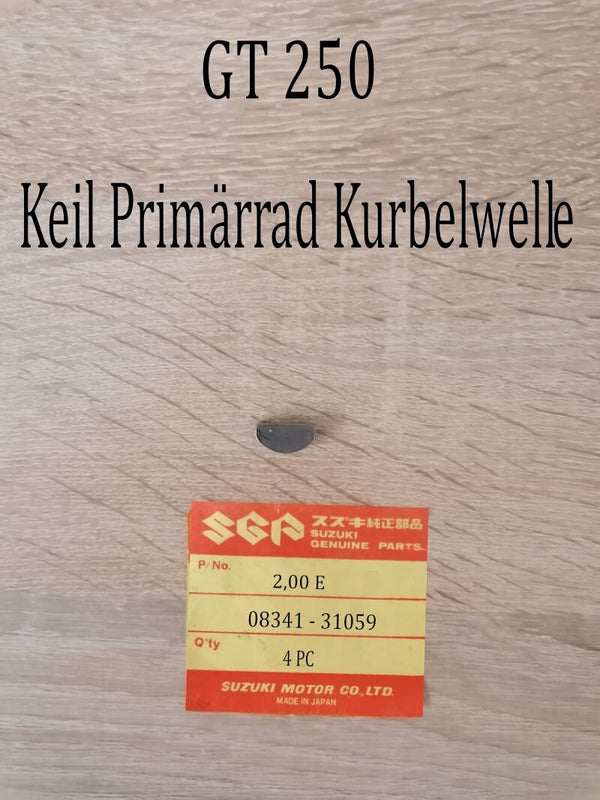 GT 250
Keil Primärrad Kurbelwelle
SGP スズキ純正部品
SUZUKI
GENUINE PARTS
P/No.
2,00 E
08341 - 31059
Q'ty
4 PC
SUZUKI MOTOR CO.,LTD.
MADE IN JAPAN